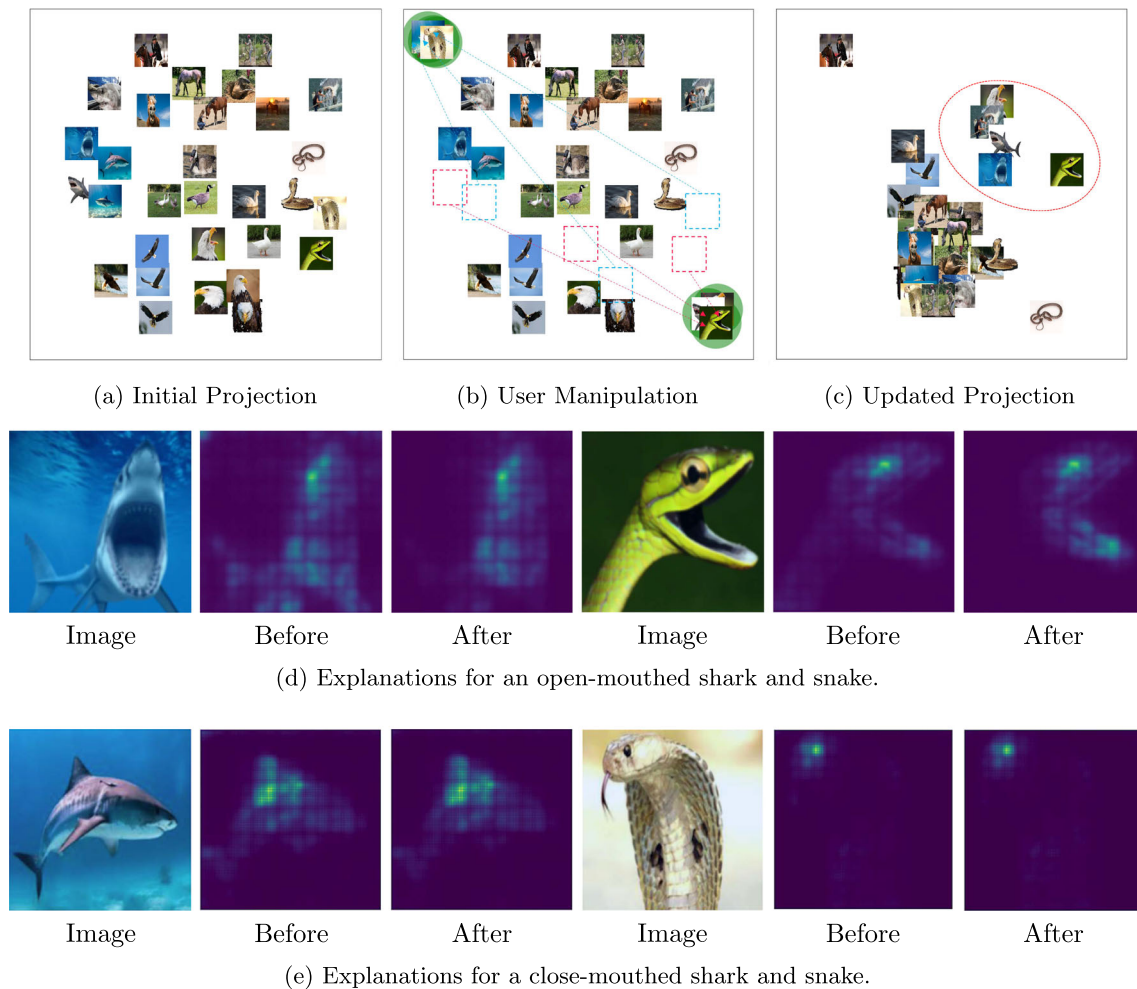 (a) Initial Projection
(b) User Manipulation
(c) Updated Projection
Image Before After Image Before After
(d) Explanations for an open-mouthed shark and snake.
Image Before After Image Before After
(e) Explanations for a close-mouthed shark and snake.